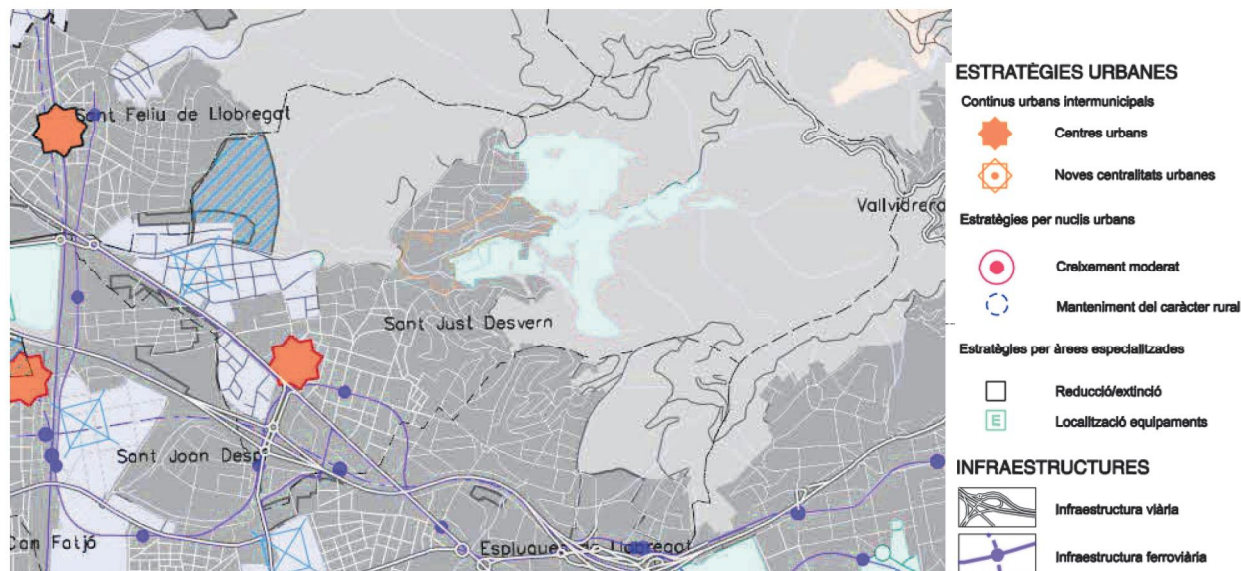 Sant Feliu de Llobregat
Vallvidrera
Sant Just Desvern
Sant Joan Despí
Can Fatjó
Esplugues de Llobregat
ESTRATÈGIES URBANES
Continus urbans intermunicipals
Centres urbans
Noves centralitats urbanes
Estratègies per nuclis urbans
Creixament moderat
Manteniment del caràcter rural
Estratègies per àrees especialitzades
Reducció/extinció
E
Localització equipaments
INFRAESTRUCTURES
Infraestructura viària
Infraestructura ferroviària